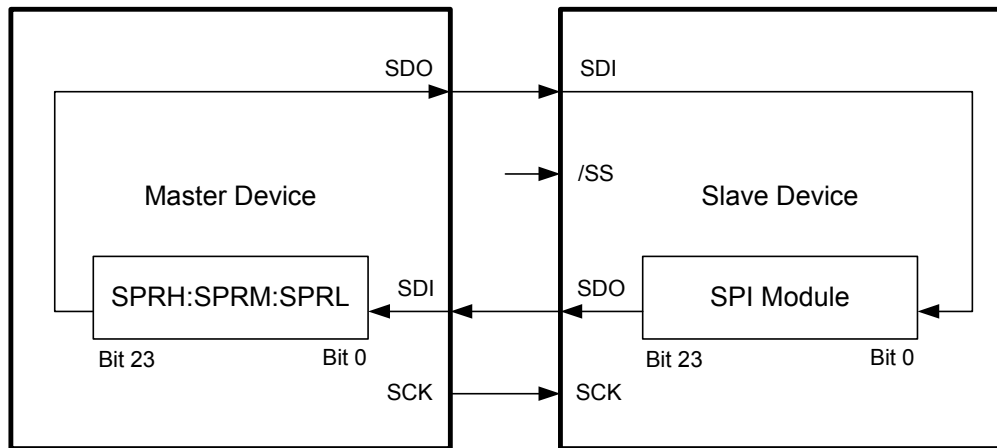 SDO SDI
/SS
Master Device Slave Device
SPRH:SPRM:SPRL SDI SDO SPI Module
Bit 23 Bit 0 Bit 23 Bit 0
SCK SCK